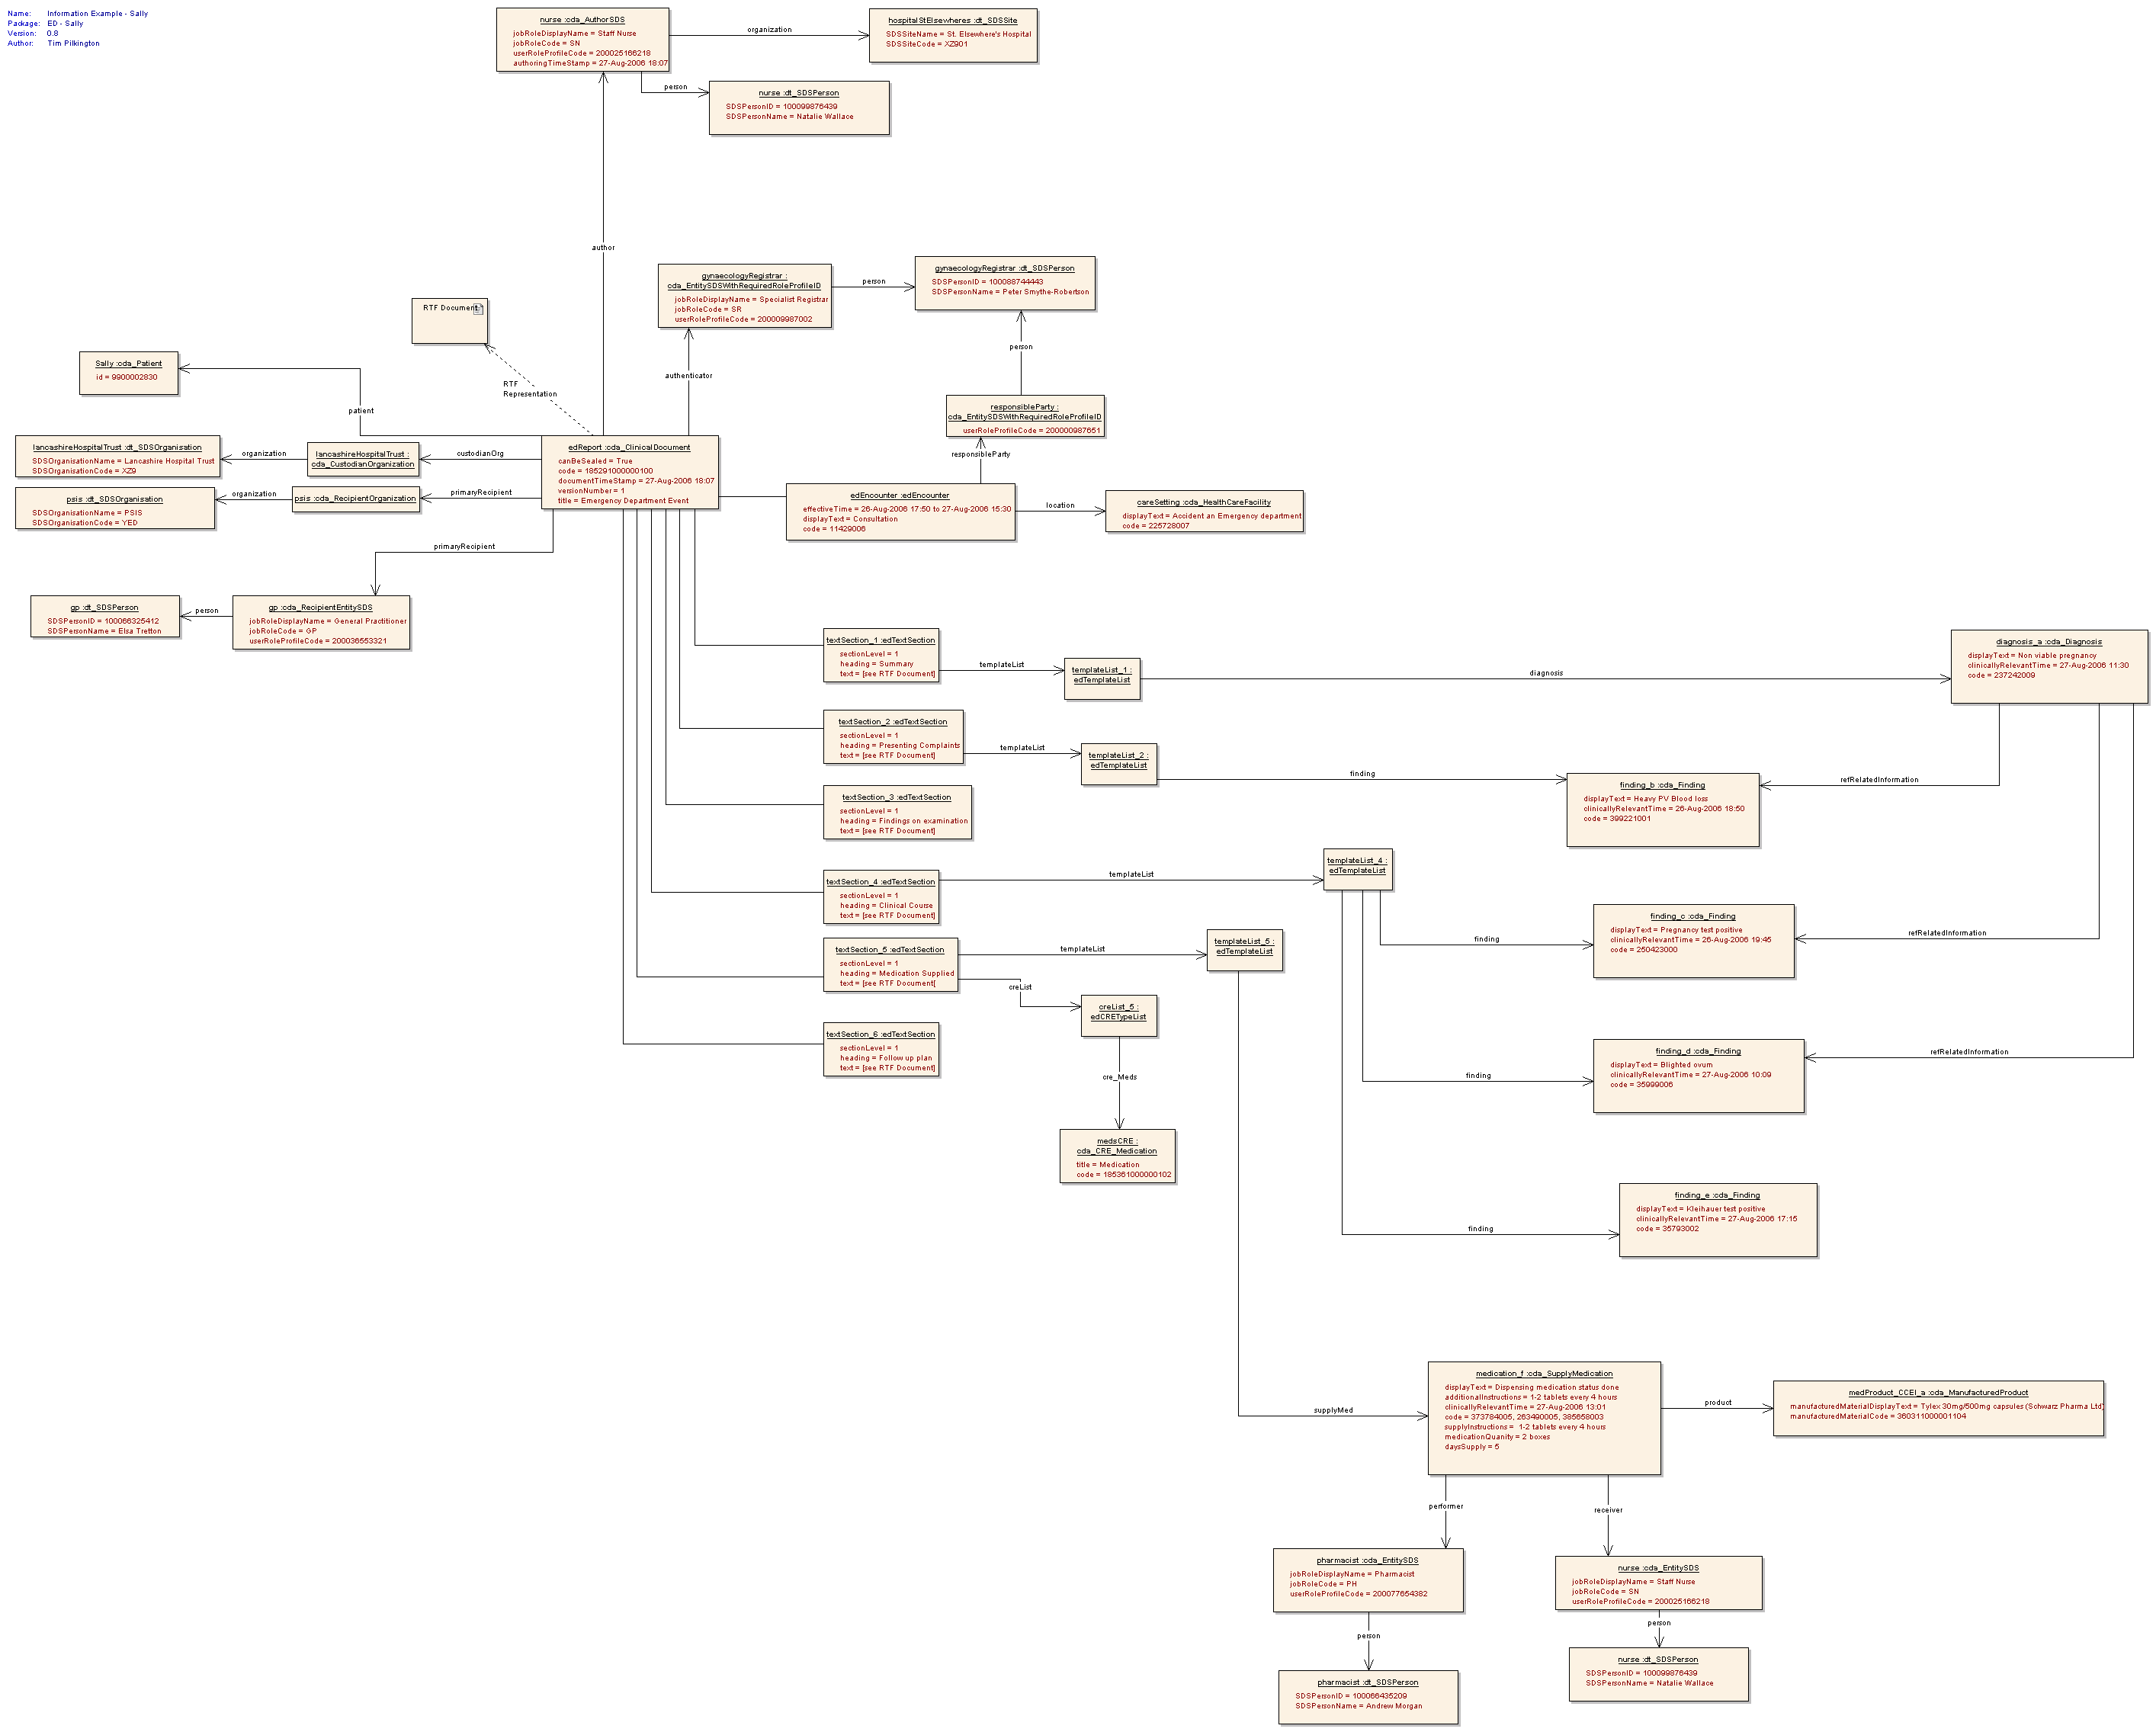 Name: Information Example - Sally
Package: ED - Sally
Version: 0.8
Author: Tim Pilkington
nurse :cda_AuthorSDS
jobRoleDisplayName = Staff Nurse
jobRoleCode = SN
userRoleProfileCode = 200025166218
authoringTimeStamp = 27-Aug-2006 18:07
organization
hospitalStElsewheres :dt_SDSSite
SDSSiteName = St. Elsewhere's Hospital
SDSSiteCode = XZ901
person
nurse :dt_SDSPerson
SDSPersonID = 100099876439
SDSPersonName = Natalie Wallace
author
gynaecologyRegistrar :
cda_EntitySDSWithRequiredRoleProfileID
jobRoleDisplayName = Specialist Registrar
jobRoleCode = SR
userRoleProfileCode = 200009987002
person
gynaecologyRegistrar :dt_SDSPerson
SDSPersonID = 100088744443
SDSPersonName = Peter Smythe-Robertson
RTF Document
RTF
Representation
authenticator
person
Sally :cda_Patient
id = 9900002830
patient
responsibleParty :
cda_EntitySDSWithRequiredRoleProfileID
userRoleProfileCode = 200000987651
responsibleParty
lancashireHospitalTrust :dt_SDSOrganisation
SDSOrganisationName = Lancashire Hospital Trust
SDSOrganisationCode = XZ9
organization
lancashireHospitalTrust :
cda_CustodianOrganization
custodianOrg
edReport :cda_ClinicalDocument
canBeSealed = True
code = 185291000000100
documentTimeStamp = 27-Aug-2006 18:07
versionNumber = 1
title = Emergency Department Event
psis :dt_SDSOrganisation
SDSOrganisationName = PSIS
SDSOrganisationCode = YED
organization
psis :cda_RecipientOrganization
primaryRecipient
edEncounter :edEncounter
effectiveTime = 26-Aug-2006 17:50 to 27-Aug-2006 15:30
displayText = Consultation
code = 11429006
location
careSetting :cda_HealthCareFacility
displayText = Accident an Emergency department
code = 225728007
primaryRecipient
gp :dt_SDSPerson
SDSPersonID = 100066325412
SDSPersonName = Elsa Tretton
person
gp :cda_RecipientEntitySDS
jobRoleDisplayName = General Practitioner
jobRoleCode = GP
userRoleProfileCode = 200036553321
textSection_1 :edTextSection
sectionLevel = 1
heading = Summary
text = [see RTF Document]
templateList
templateList_1 :
edTemplateList
diagnosis
diagnosis_a :cda_Diagnosis
displayText = Non viable pregnancy
clinicallyRelevantTime = 27-Aug-2006 11:30
code = 237242009
textSection_2 :edTextSection
sectionLevel = 1
heading = Presenting Complaints
text = [see RTF Document]
templateList
templateList_2 :
edTemplateList
finding
finding_b :cda_Finding
displayText = Heavy PV Blood loss
clinicallyRelevantTime = 26-Aug-2006 18:50
code = 399221001
refRelatedInformation
textSection_3 :edTextSection
sectionLevel = 1
heading = Findings on examination
text = [see RTF Document]
textSection_4 :edTextSection
sectionLevel = 1
heading = Clinical Course
text = [see RTF Document]
templateList
templateList_4 :
edTemplateList
finding
finding_c :cda_Finding
displayText = Pregnancy test positive
clinicallyRelevantTime = 26-Aug-2006 19:45
code = 250423000
refRelatedInformation
textSection_5 :edTextSection
sectionLevel = 1
heading = Medication Supplied
text = [see RTF Document[
templateList
templateList_5 :
edTemplateList
creList
creList_5 :
edCRETypeList
textSection_6 :edTextSection
sectionLevel = 1
heading = Follow up plan
text = [see RTF Document]
cre_Meds
medsCRE :
cda_CRE_Medication
title = Medication
code = 185361000000102
finding
finding_d :cda_Finding
displayText = Blighted ovum
clinicallyRelevantTime = 27-Aug-2006 10:09
code = 35999006
refRelatedInformation
finding
finding_e :cda_Finding
displayText = Kleihauer test positive
clinicallyRelevantTime = 27-Aug-2006 17:15
code = 35793002
supplyMed
medication_f :cda_SupplyMedication
displayText = Dispensing medication status done
additionalInstructions = 1-2 tablets every 4 hours
clinicallyRelevantTime = 27-Aug-2006 13:01
code = 373784005, 263490005, 385658003
supplyInstructions = 1-2 tablets every 4 hours
medicationQuanity = 2 boxes
daysSupply = 5
product
medProduct_CCEI_a :cda_ManufacturedProduct
manufacturedMaterialDisplayText = Tylex 30mg/500mg capsules (Schwarz Pharma Ltd)
manufacturedMaterialCode = 360311000001104
performer
receiver
pharmacist :cda_EntitySDS
jobRoleDisplayName = Pharmacist
jobRoleCode = PH
userRoleProfileCode = 200077654382
nurse :cda_EntitySDS
jobRoleDisplayName = Staff Nurse
jobRoleCode = SN
userRoleProfileCode = 200025166218
person
person
pharmacist :dt_SDSPerson
SDSPersonID = 100066435209
SDSPersonName = Andrew Morgan
nurse :dt_SDSPerson
SDSPersonID = 100099876439
SDSPersonName = Natalie Wallace